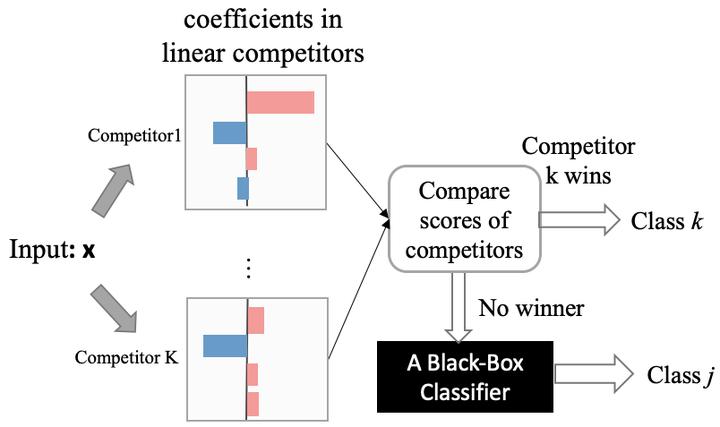 coefficients in
linear competitors
Competitor1
Input: x
⋮
Competitor K
Compare
scores of
competitors
Competitor
k wins
Class k
No winner
A Black-Box
Classifier
Class j